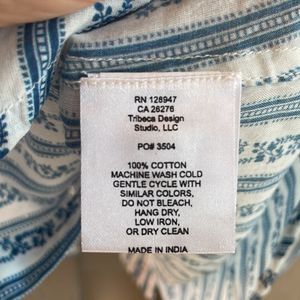 RN 128947
CA 28276
Tribeca Design
Studio, LLC
PO# 3504
100% COTTON
MACHINE WASH COLD
GENTLE CYCLE WITH
SIMILAR COLORS,
DO NOT BLEACH,
HANG DRY,
LOW IRON,
OR DRY CLEAN
MADE IN INDIA